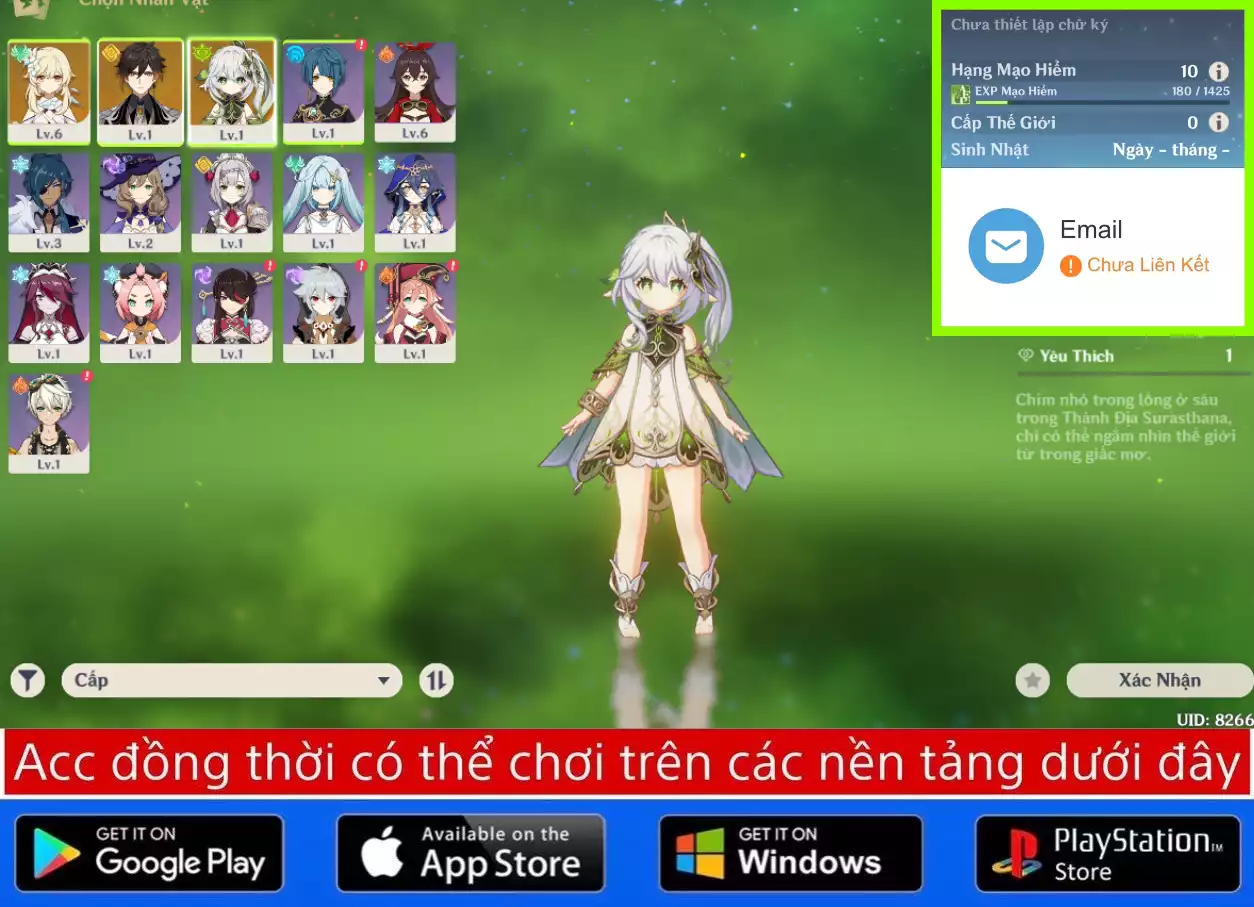 Chọn Nhân Vật
Lv.6
Lv.1
Lv.1
Lv.1
Lv.6
Lv.3
Lv.2
Lv.1
Lv.1
Lv.1
Lv.1
Lv.1
Lv.1
Lv.1
Lv.1
Lv.1
Chưa thiết lập chữ ký
Hạng Mạo Hiểm 10
EXP Mạo Hiểm 180 / 1425
Cấp Thế Giới 0
Sinh Nhật Ngày - tháng -
Email
Chưa Liên Kết
Yêu Thích 1
Chim nhỏ trong lồng ở sâu
trong Thánh Địa Surasthana,
chỉ có thể ngắm nhìn thế giới
từ trong giấc mơ.
Cấp
Xác Nhận
UID: 8266
Acc đồng thời có thể chơi trên các nền tảng dưới đây
GET IT ON
Google Play
Available on the
App Store
GET IT ON
Windows
PlayStation™
Store